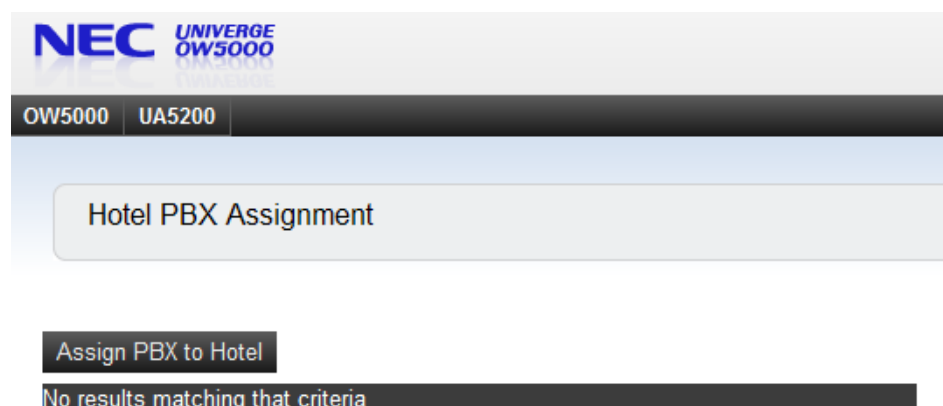 NEC UNIVERGE
OW5000
OW5000 UA5200
Hotel PBX Assignment
Assign PBX to Hotel
No results matching that criteria